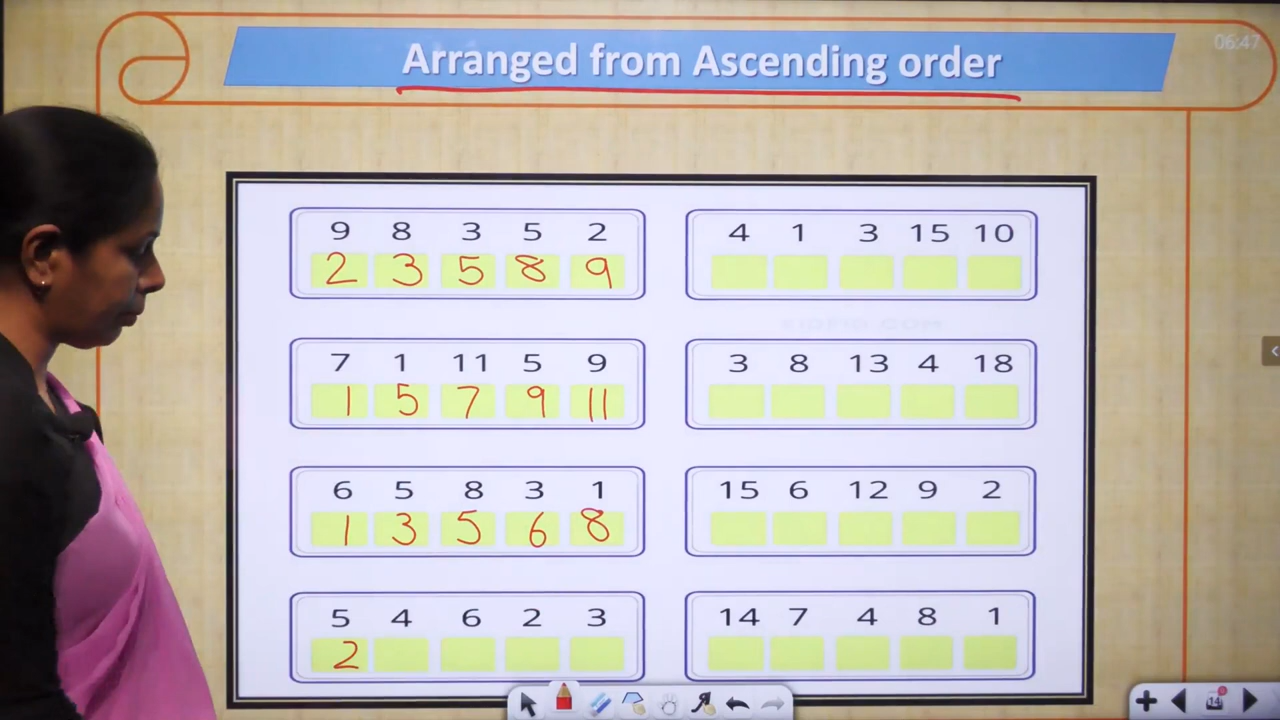 Arranged from Ascending order
06:47
9 8 3 5 2
2 3 5 8 9
4 1 3 15 10
7 1 11 5 9
1 5 7 9 11
3 8 13 4 18
6 5 8 3 1
1 3 5 6 8
15 6 12 9 2
5 4 6 2 3
2
14 7 4 8 1
14